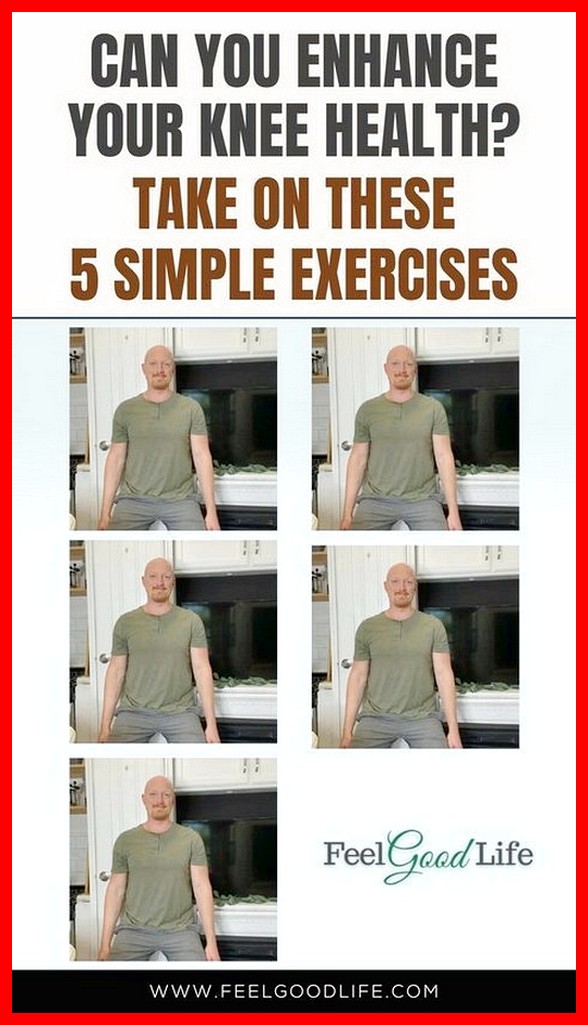 CAN YOU ENHANCE
YOUR KNEE HEALTH?
TAKE ON THESE
5 SIMPLE EXERCISES
Feel Good Life
WWW.FEELGOODLIFE.COM